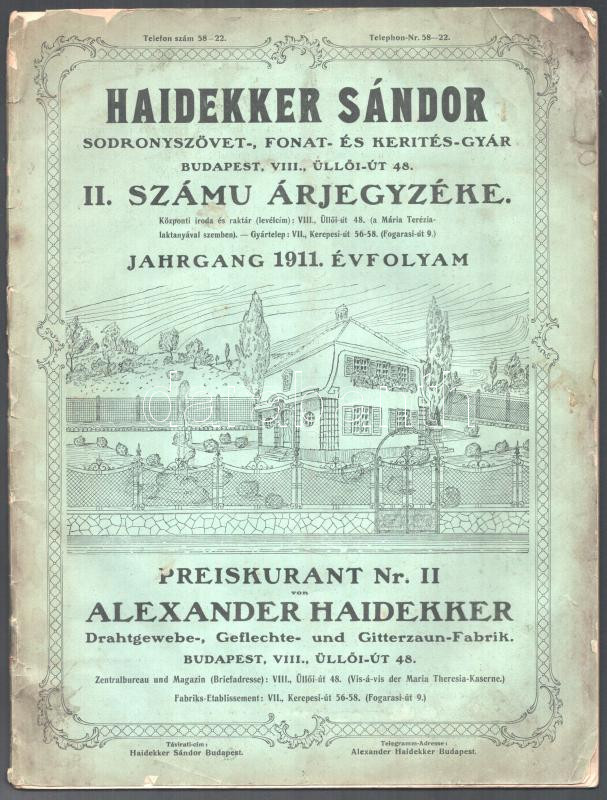 Telefon szám 58-22.
Telephon-Nr. 58-22.
HAIDEKKER SÁNDOR
SODRONYSZÖVET-, FONAT- ÉS KERITÉS-GYÁR
BUDAPEST, VIII., ÜLLŐI-ÚT 48.
II. SZÁMU ÁRJEGYZÉKE.
Központi iroda és raktár (levélcím): VIII., Üllői-út 48. (a Mária Terézia-
laktanyával szemben). — Gyártelep: VII., Kerepesi-út 56-58. (Fogarasi-út 9.)
JAHRGANG 1911. ÉVFOLYAM
PREISKURANT Nr. II
von
ALEXANDER HAIDEKKER
Drahtgewebe-, Geflechte- und Gitterzaun-Fabrik.
BUDAPEST, VIII., ÜLLŐI-ÚT 48.
Zentralbureau und Magazin (Briefadresse): VIII., Üllői-út 48. (Vis-á-vis der Maria Theresia-Kaserne.)
Fabriks-Etablissement: VII., Kerepesi-út 56-58. (Fogarasi-út 9.)
Távirati-cim:
Haidekker Sándor Budapest.
Telegramm-Adresse:
Alexander Haidekker Budapest.